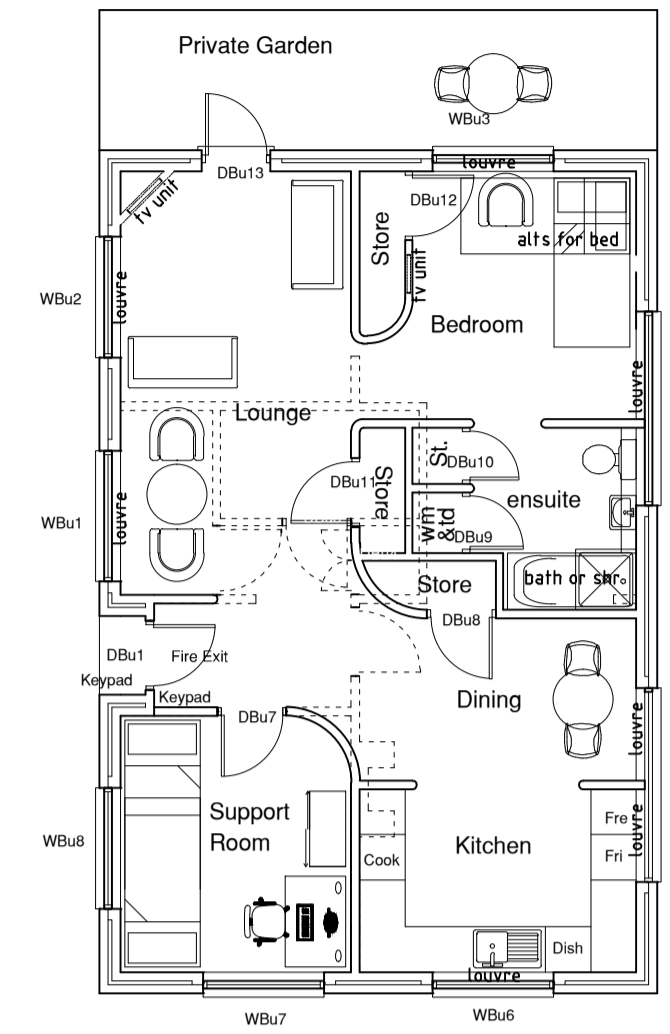 Private Garden
WBu3
louvre
DBu13
tv unit
DBu12
Store
alts for bed
tv unit
WBu2
louvre
Bedroom
louvre
Lounge
St.
DBu10
DBu11
Store
ensuite
WBu1
louvre
wm
&td
DBu9
bath or shr.
Store
DBu8
DBu1
Fire Exit
Keypad
Keypad
Dining
DBu7
louvre
Support
Room
WBu8
Kitchen
Fre
louvre
Cook
Fri
Dish
louvre
WBu7
WBu6